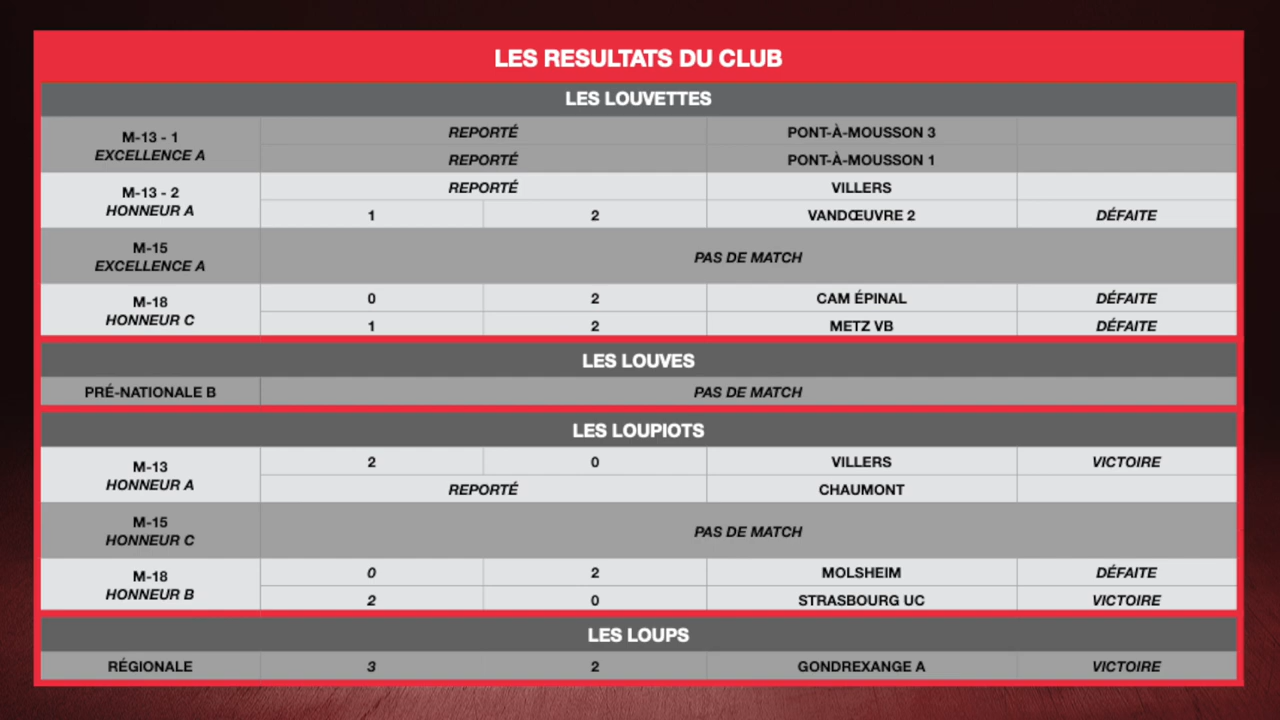 LES RESULTATS DU CLUB
LES LOUVETTES
M-13 - 1
EXCELLENCE A
REPORTÉ PONT-À-MOUSSON 3
REPORTÉ PONT-À-MOUSSON 1
M-13 - 2
HONNEUR A
REPORTÉ VILLERS
1 2 VANDŒUVRE 2 DÉFAITE
M-15
EXCELLENCE A
PAS DE MATCH
M-18
HONNEUR C
0 2 CAM ÉPINAL DÉFAITE
1 2 METZ VB DÉFAITE
LES LOUVES
PRÉ-NATIONALE B PAS DE MATCH
LES LOUPIOTS
M-13
HONNEUR A
2 0 VILLERS VICTOIRE
REPORTÉ CHAUMONT
M-15
HONNEUR C
PAS DE MATCH
M-18
HONNEUR B
0 2 MOLSHEIM DÉFAITE
2 0 STRASBOURG UC VICTOIRE
LES LOUPS
RÉGIONALE 3 2 GONDREXANGE A VICTOIRE